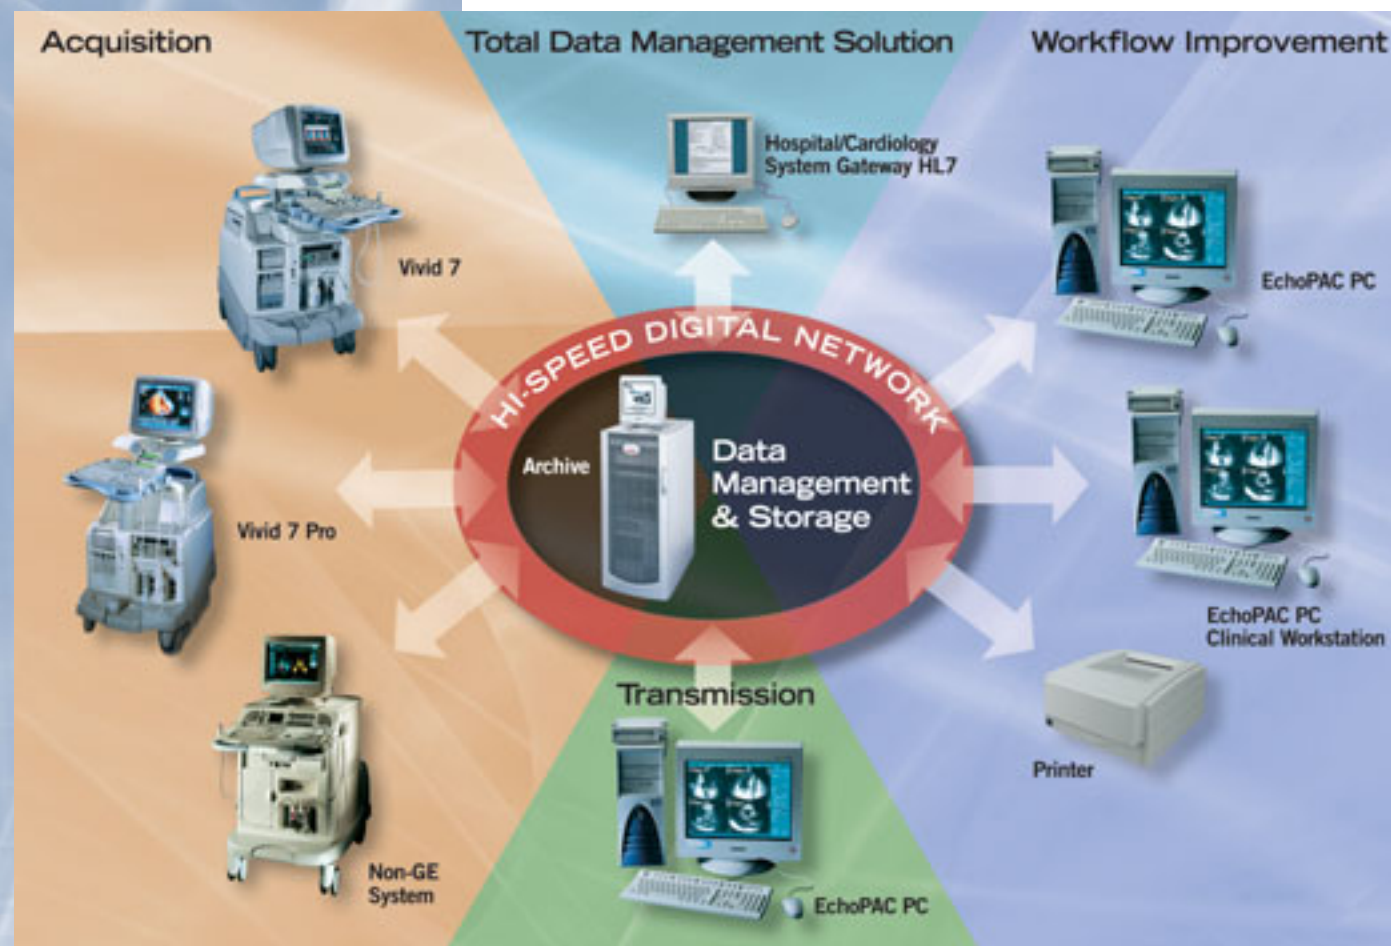 Acquisition
Total Data Management Solution
Workflow Improvement
Hospital/Cardiology
System Gateway HL7
Vivid 7
EchoPAC PC
HI-SPEED DIGITAL NETWORK
Archive
Data
Management
& Storage
Vivid 7 Pro
EchoPAC PC
Clinical Workstation
Transmission
Printer
Non-GE
System
EchoPAC PC